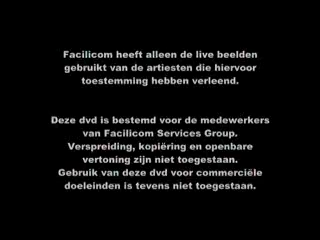 Facilicom heeft alleen de live beelden
gebruikt van de artiesten die hiervoor
toestemming hebben verleend.
Deze dvd is bestemd voor de medewerkers
van Facilicom Services Group.
Verspreiding, kopiëring en openbare
vertoning zijn niet toegestaan.
Gebruik van deze dvd voor commerciële
doeleinden is tevens niet toegestaan.